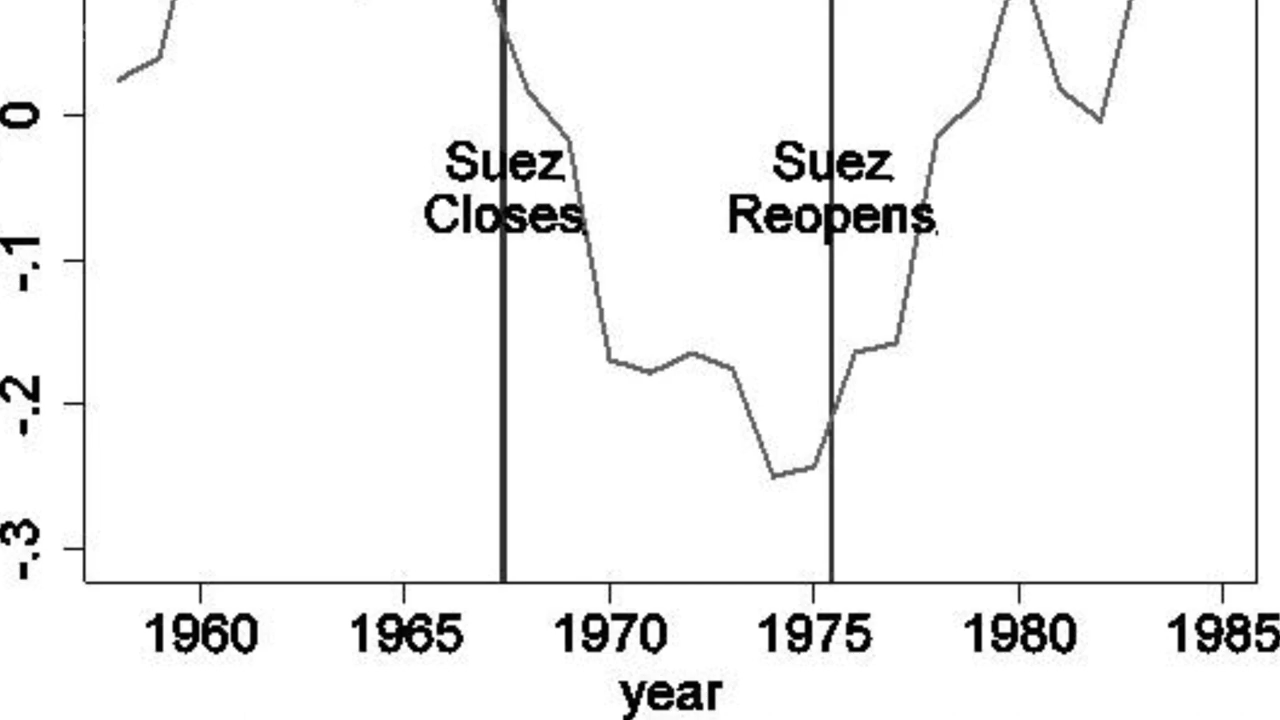 0
-.1
-.2
-.3
Suez
Closes
Suez
Reopens
1960 1965 1970 1975 1980 1985
year